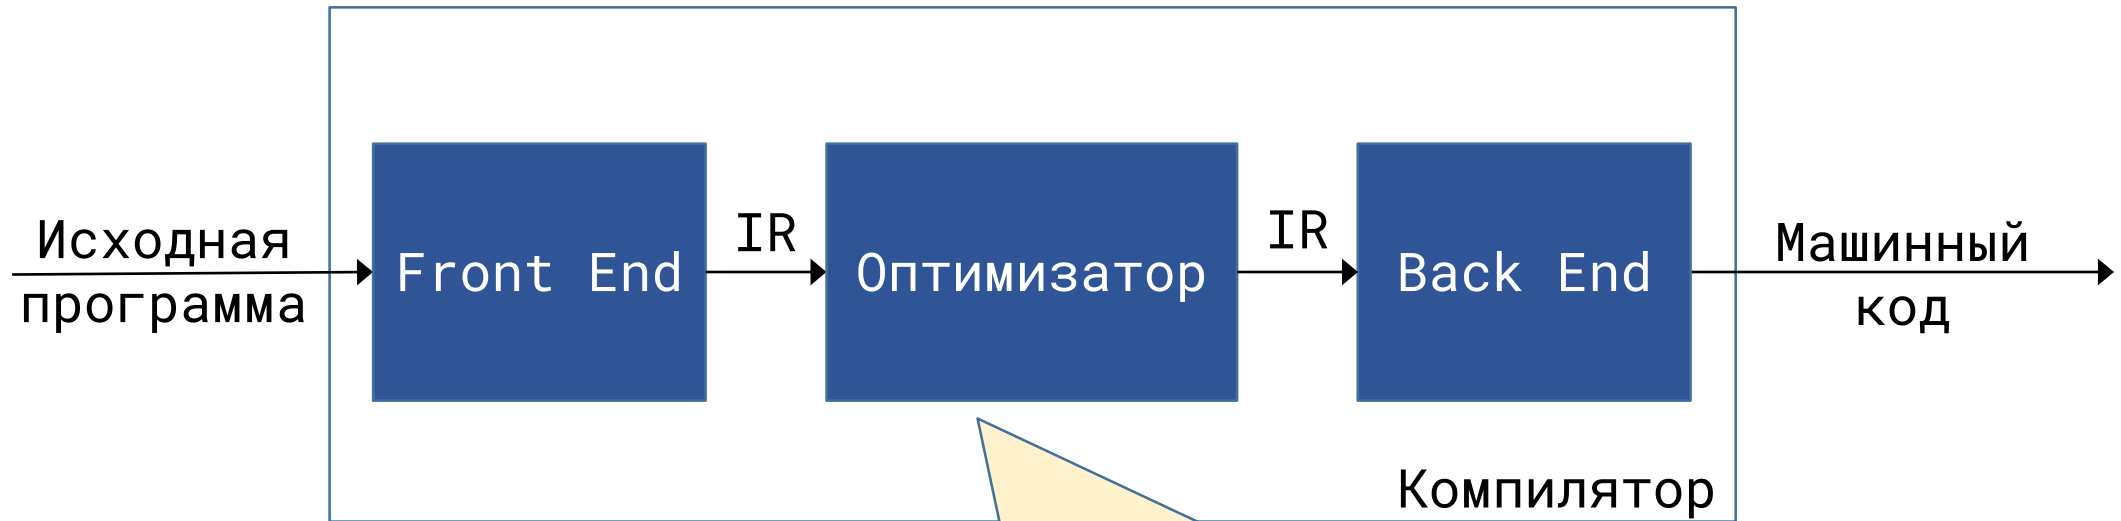 Исходная
программа
Front End
IR
Оптимизатор
IR
Back End
Машинный
код
Компилятор